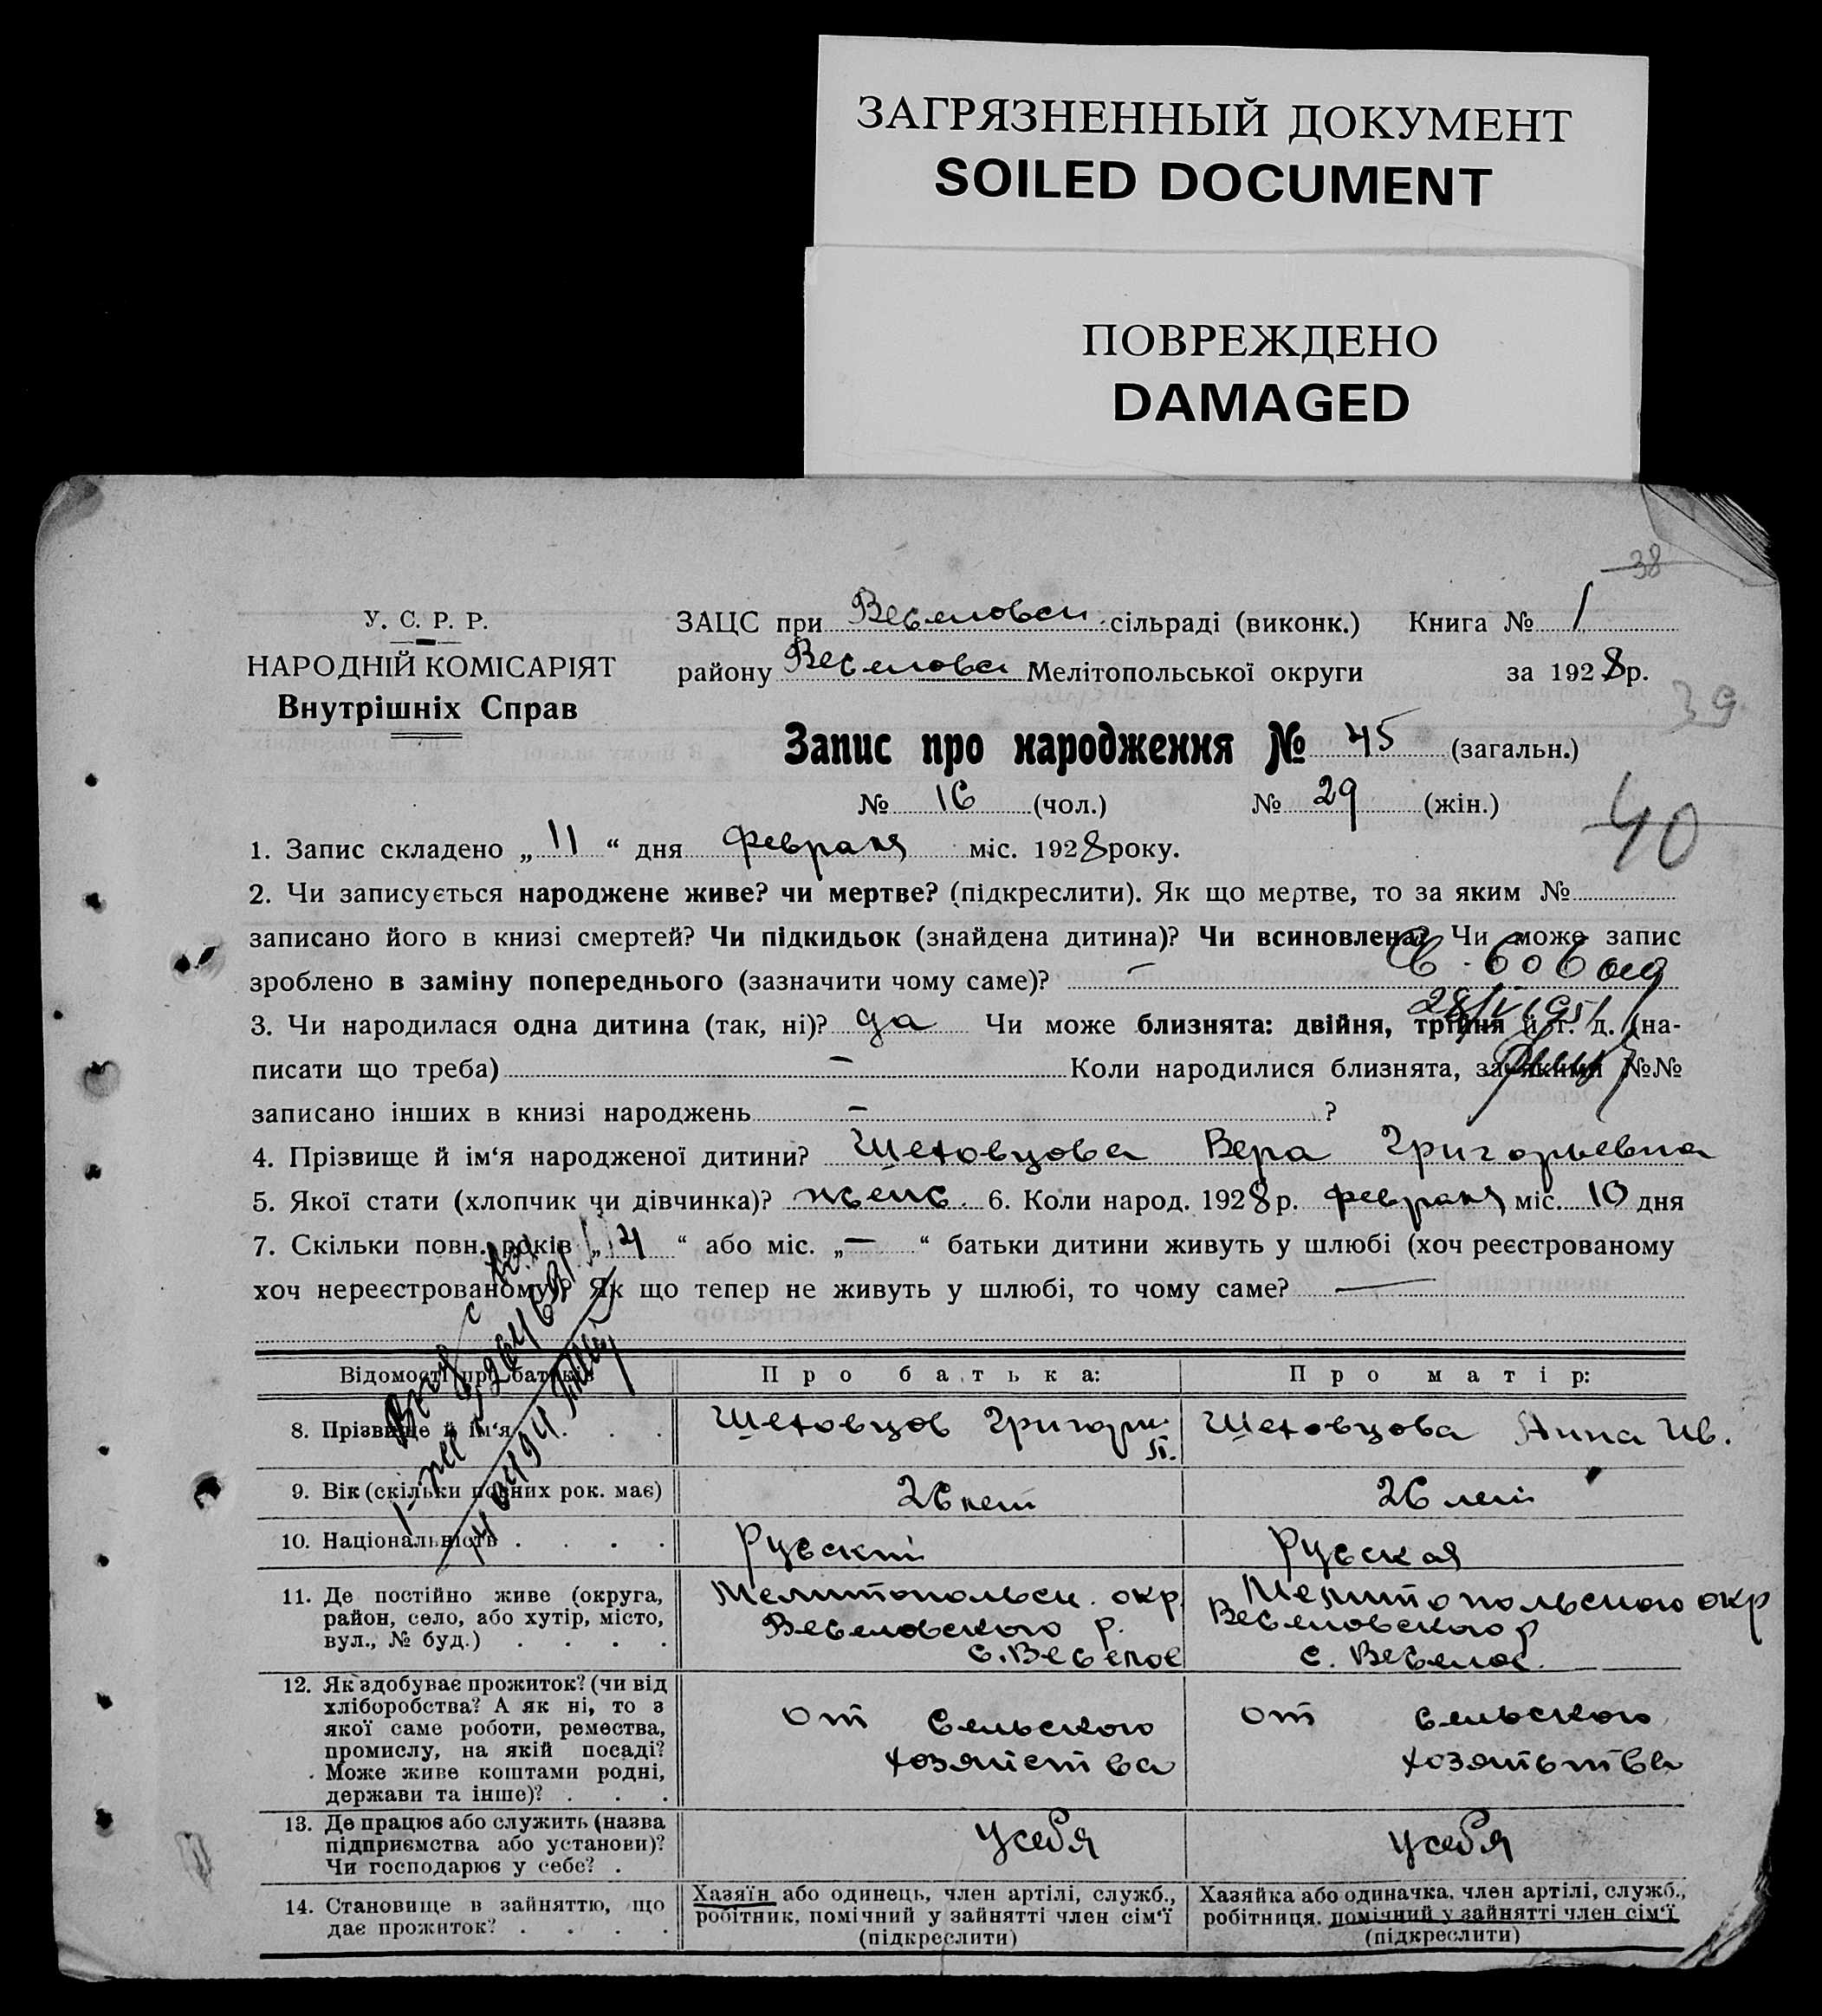 ЗАГРЯЗНЕННЫЙ ДОКУМЕНТ
SOILED DOCUMENT
ПОВРЕЖДЕНО
DAMAGED
38
У. С. Р. Р.
НАРОДНІЙ КОМІСАРІЯТ
Внутрішніх Справ
ЗАЦС при Веселовск. сільраді (виконк.) Книга № 1
району Веселовск Мелітопольської округи за 1928 р.
39
Запис про народження № 45 (загальн.)
№ 16 (чол.) № 29 (жін.)
40
1. Запис складено „ 11 “ дня февраля міс. 1928 року.
2. Чи записується народжене живе? чи мертве? (підкреслити). Як що мертве, то за яким №
записано його в книзі смертей? Чи підкидьок (знайдена дитина)? Чи всиновлена? Чи може запис
зроблено в заміну попереднього (зазначити чому саме)? —
3. Чи народилася одна дитина (так, ні)? да Чи може близнята: двійня, трійня й т. д. (на-
писати що треба) — Коли народилися близнята, за якими №№
записано інших в книзі народжень — ?
4. Прізвище й ім‘я народженої дитини? Шеховцова Вера Григорьевна
5. Якої стати (хлопчик чи дівчинка)? женс. 6. Коли народ. 1928 р. февраля міс. 10 дня
7. Скільки повн. років „ 4 “ або міс. „ — “ батьки дитини живуть у шлюбі (хоч реєстрованому
хоч нереєстрованому)? Як що тепер не живуть у шлюбі, то чому саме? —
Відомості про батьків Про батька: Про матір:
8. Прізвище й ім‘я . . . Шеховцов Григорий П. Шеховцова Анна Ив.
9. Вік (скільки повних рок. має) 26 лет 26 лет
10. Національність . . . . Русский Русская
11. Де постійно живе (округа, район, село, або хутір, місто, вул., № буд.) . . . .
Мелитопольск. окр Веселовского р. с. Веселое
Мелитопольского окр Веселовского р с. Веселое.
12. Як здобуває прожиток? (чи від хліборобства? А як ні, то з якої саме роботи, ремества, промислу, на якій посаді? Може живе коштами родні, держави та інше)? . . .
от сельского хозяйства
от сельского хозяйства
13. Де працює або служить (назва підприємства або установи)? Чи господарює у себе? .
у себя
у себя
14. Становище в зайняттю, що дає прожиток? . . . .
Хазяїн або одинець, член артілі, служб., робітник, помічний у зайнятті член сім‘ї (підкреслити)
Хазяйка або одиначка, член артілі, служб., робітниця, помічний у зайнятті член сім‘ї (підкреслити)